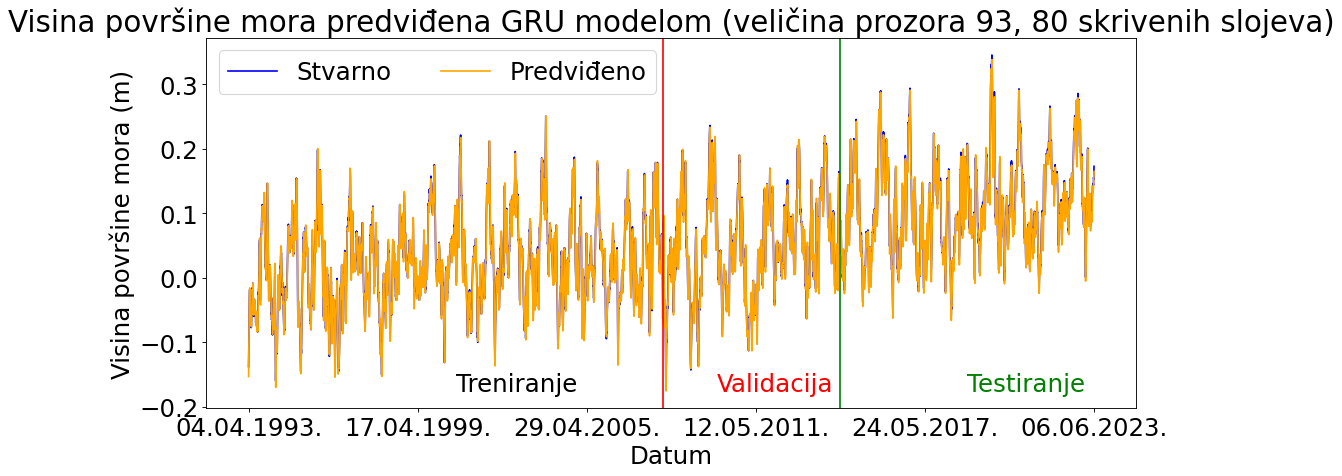 Visina površine mora predviđena GRU modelom (veličina prozora 93, 80 skrivenih slojeva)
Stvarno
Predviđeno
Visina površine mora (m)
0.3
0.2
0.1
0.0
−0.1
−0.2
Treniranje
Validacija
Testiranje
04.04.1993.
17.04.1999.
29.04.2005.
12.05.2011.
24.05.2017.
06.06.2023.
Datum